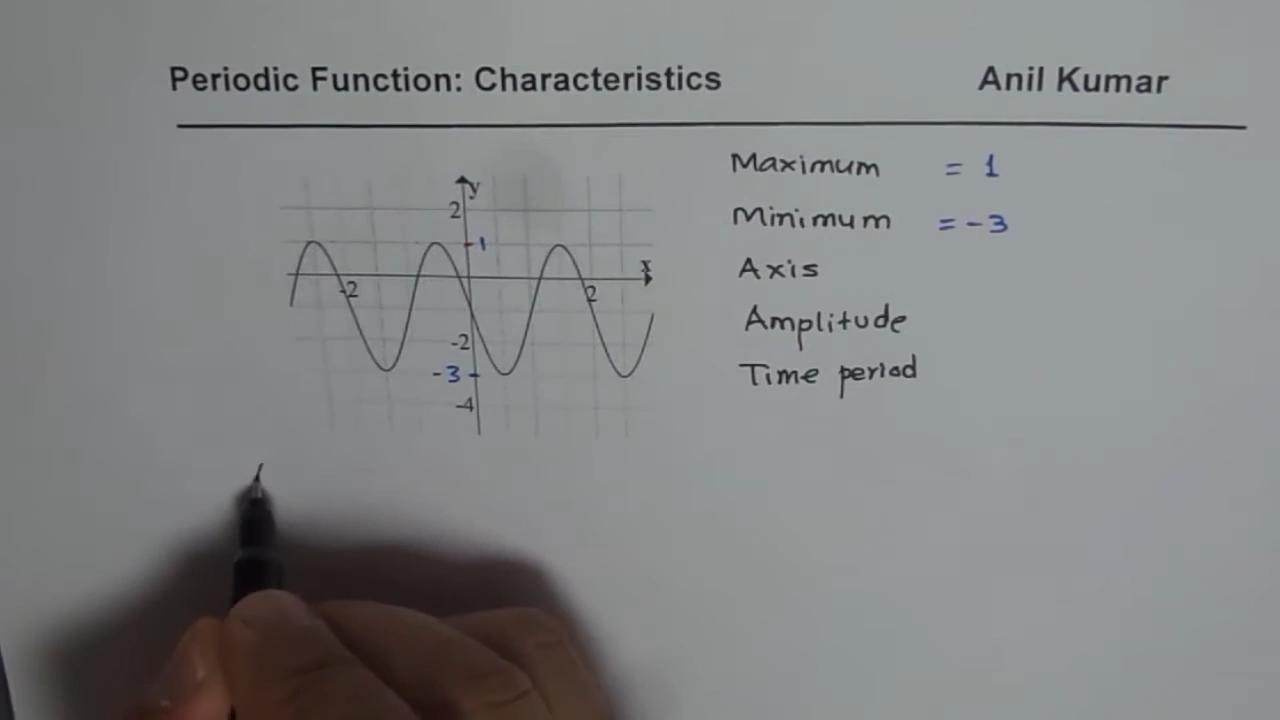 Periodic Function: Characteristics Anil Kumar
Maximum = 1
Minimum = -3
Axis
Amplitude
Time period
y
2
1
x
-2 2
-2
-3
-4